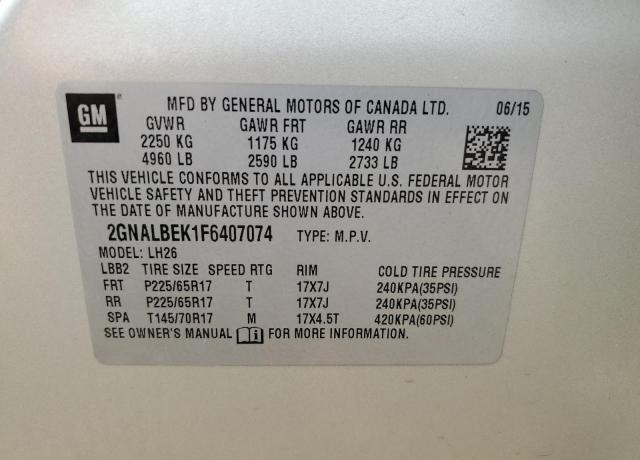 GM
MFD BY GENERAL MOTORS OF CANADA LTD. 06/15
GVWR GAWR FRT GAWR RR
2250 KG 1175 KG 1240 KG
4960 LB 2590 LB 2733 LB
THIS VEHICLE CONFORMS TO ALL APPLICABLE U.S. FEDERAL MOTOR
VEHICLE SAFETY AND THEFT PREVENTION STANDARDS IN EFFECT ON
THE DATE OF MANUFACTURE SHOWN ABOVE.
2GNALBEK1F6407074 TYPE: M.P.V.
MODEL: LH26
LBB2 TIRE SIZE SPEED RTG RIM COLD TIRE PRESSURE
FRT P225/65R17 T 17X7J 240KPA(35PSI)
RR P225/65R17 T 17X7J 240KPA(35PSI)
SPA T145/70R17 M 17X4.5T 420KPA(60PSI)
SEE OWNER'S MANUAL i FOR MORE INFORMATION.